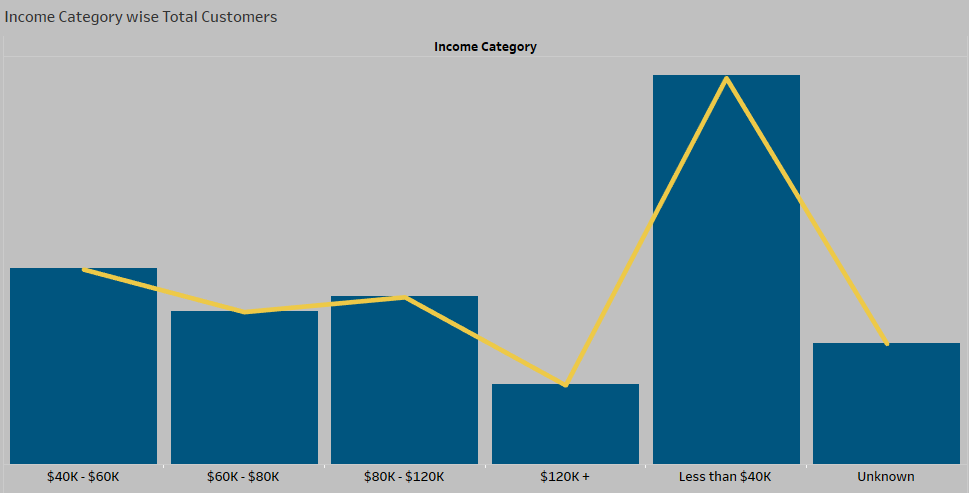 Income Category wise Total Customers
Income Category
$40K - $60K
$60K - $80K
$80K - $120K
$120K +
Less than $40K
Unknown